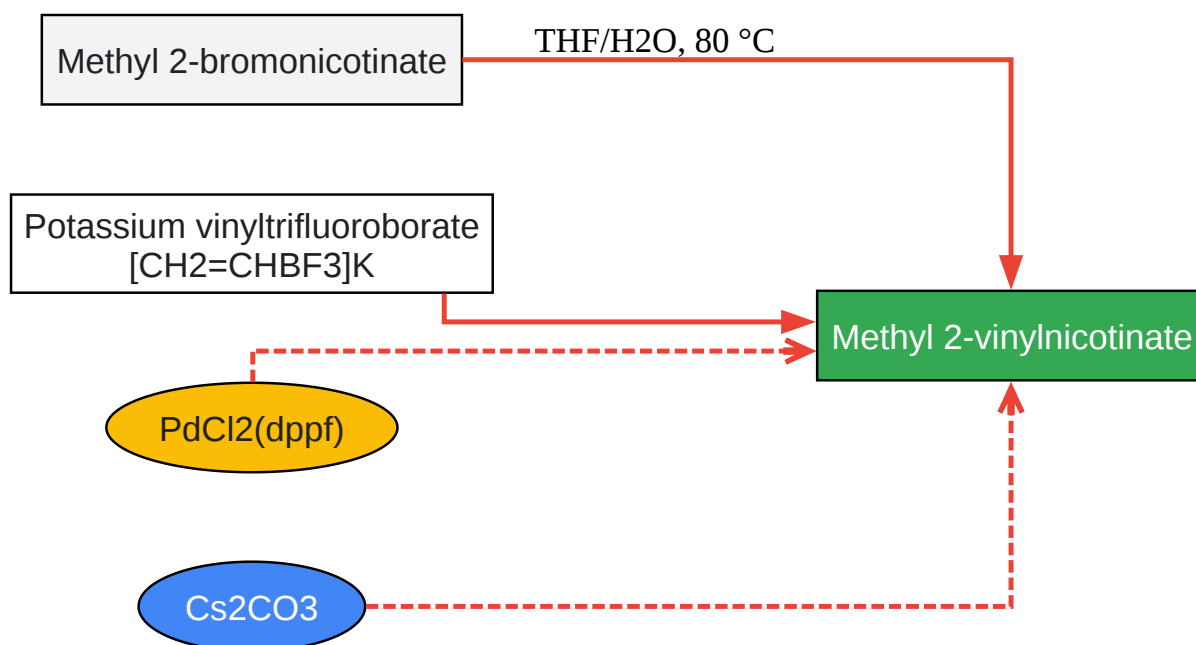 Methyl 2-bromonicotinate
THF/H2O, 80 °C
Potassium vinyltrifluoroborate
[CH2=CHBF3]K
Methyl 2-vinylnicotinate
PdCl2(dppf)
Cs2CO3